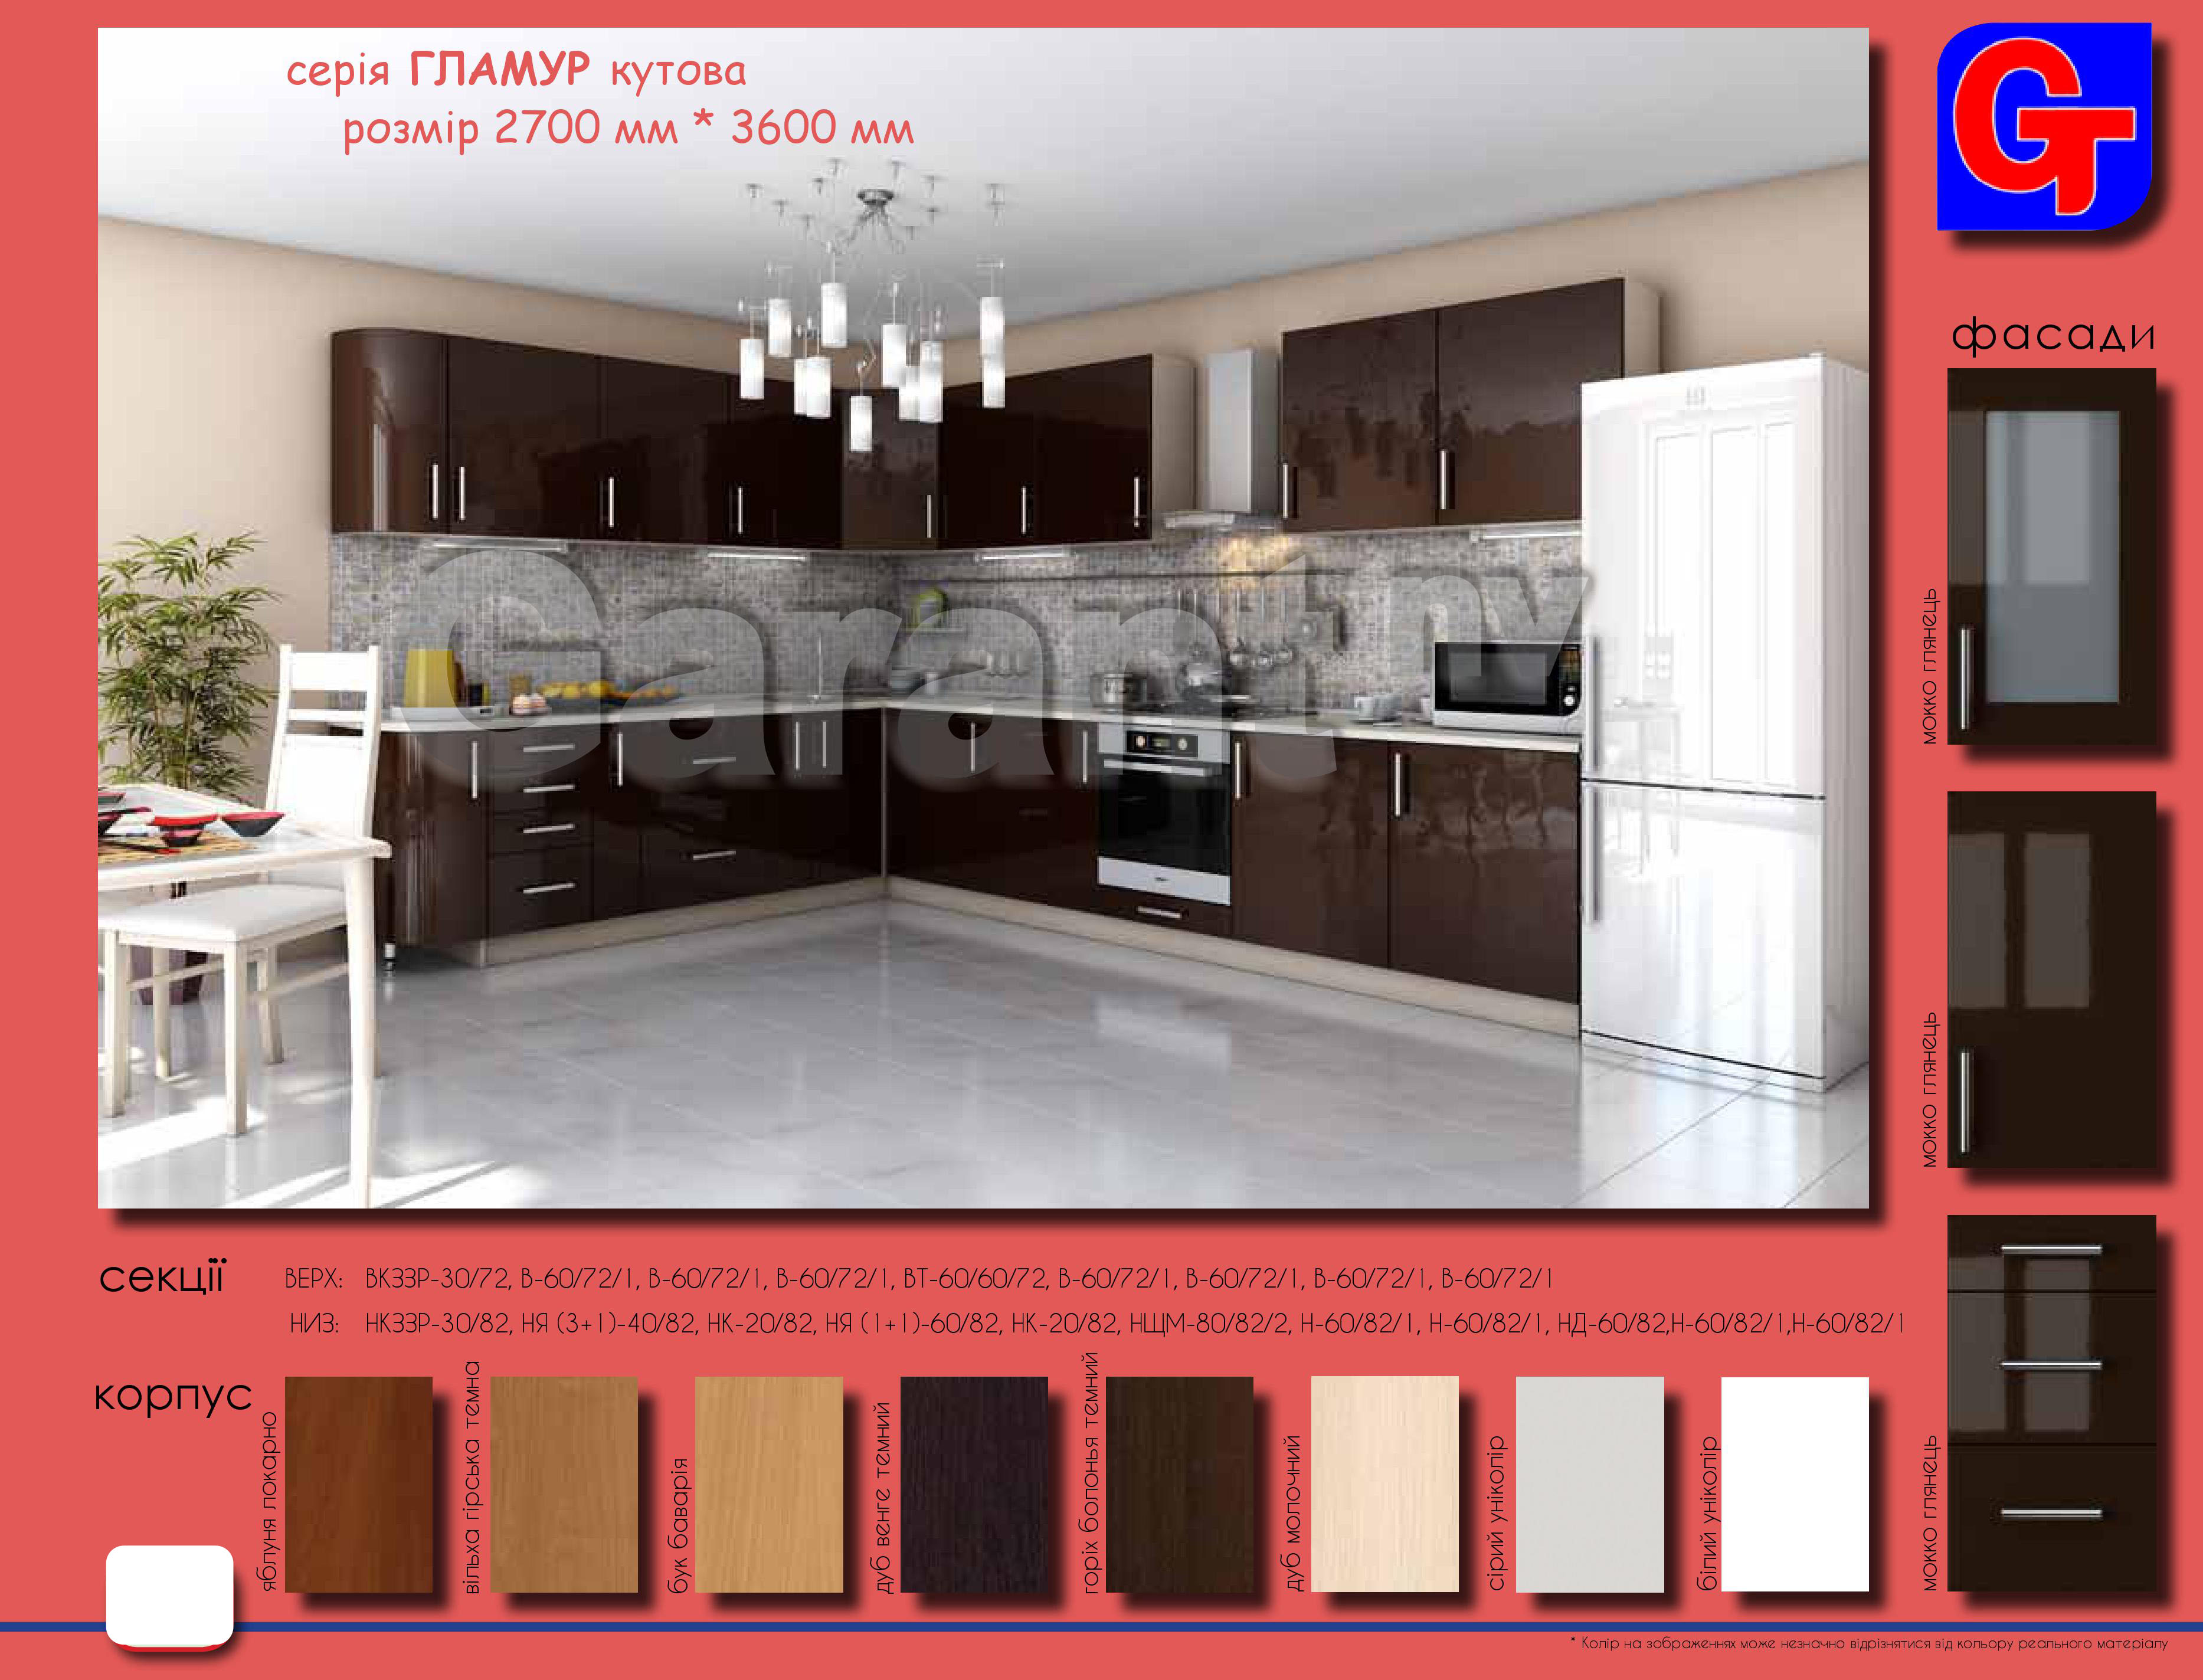 серія ГЛАМУР кутова
розмір 2700 мм * 3600 мм
GT
фасади
Garant nv
мокко глянець
мокко глянець
мокко глянець
секції
ВЕРХ: ВКЗЗР-30/72, В-60/72/1, В-60/72/1, В-60/72/1, ВТ-60/60/72, В-60/72/1, В-60/72/1, В-60/72/1, В-60/72/1
НИЗ: НКЗЗР-30/82, НЯ (3+1)-40/82, НК-20/82, НЯ (1+1)-60/82, НК-20/82, НЩМ-80/82/2, Н-60/82/1, Н-60/82/1, НД-60/82,Н-60/82/1,Н-60/82/1
корпус
яблуня локарно
вільха гірська темна
бук баварія
дуб венге темний
горіх болонья темний
дуб молочний
сірий уніколір
білий уніколір
* Колір на зображеннях може незначно відрізнятися від кольору реального матеріалу